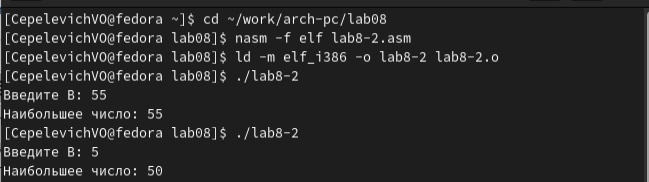 [CepelevichVO@fedora ~]$ cd ~/work/arch-pc/lab08
[CepelevichVO@fedora lab08]$ nasm -f elf lab8-2.asm
[CepelevichVO@fedora lab08]$ ld -m elf_i386 -o lab8-2 lab8-2.o
[CepelevichVO@fedora lab08]$ ./lab8-2
Введите В: 55
Наибольшее число: 55
[CepelevichVO@fedora lab08]$ ./lab8-2
Введите В: 5
Наибольшее число: 50